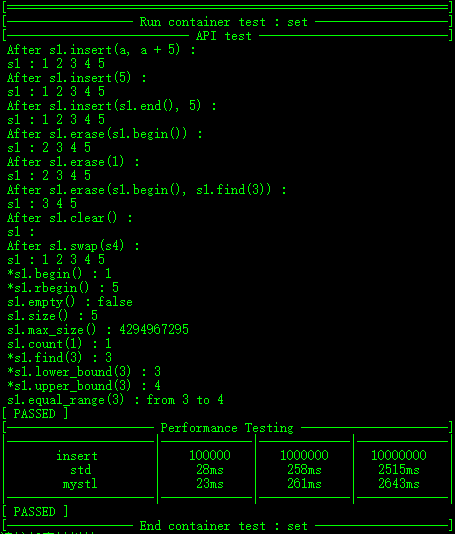 Run container test : set
API test
After s1.insert(a, a + 5) :
s1 : 1 2 3 4 5
After s1.insert(5) :
s1 : 1 2 3 4 5
After s1.insert(s1.end(), 5) :
s1 : 1 2 3 4 5
After s1.erase(s1.begin()) :
s1 : 2 3 4 5
After s1.erase(1) :
s1 : 2 3 4 5
After s1.erase(s1.begin(), s1.find(3)) :
s1 : 3 4 5
After s1.clear() :
s1 :
After s1.swap(s4) :
s1 : 1 2 3 4 5
*s1.begin() : 1
*s1.rbegin() : 5
s1.empty() : false
s1.size() : 5
s1.max_size() : 4294967295
s1.count(1) : 1
*s1.find(3) : 3
*s1.lower_bound(3) : 3
*s1.upper_bound(3) : 4
s1.equal_range(3) : from 3 to 4
[ PASSED ]
Performance Testing
insert 100000 1000000 10000000
std 28ms 258ms 2515ms
mystl 23ms 261ms 2643ms
[ PASSED ]
End container test : set